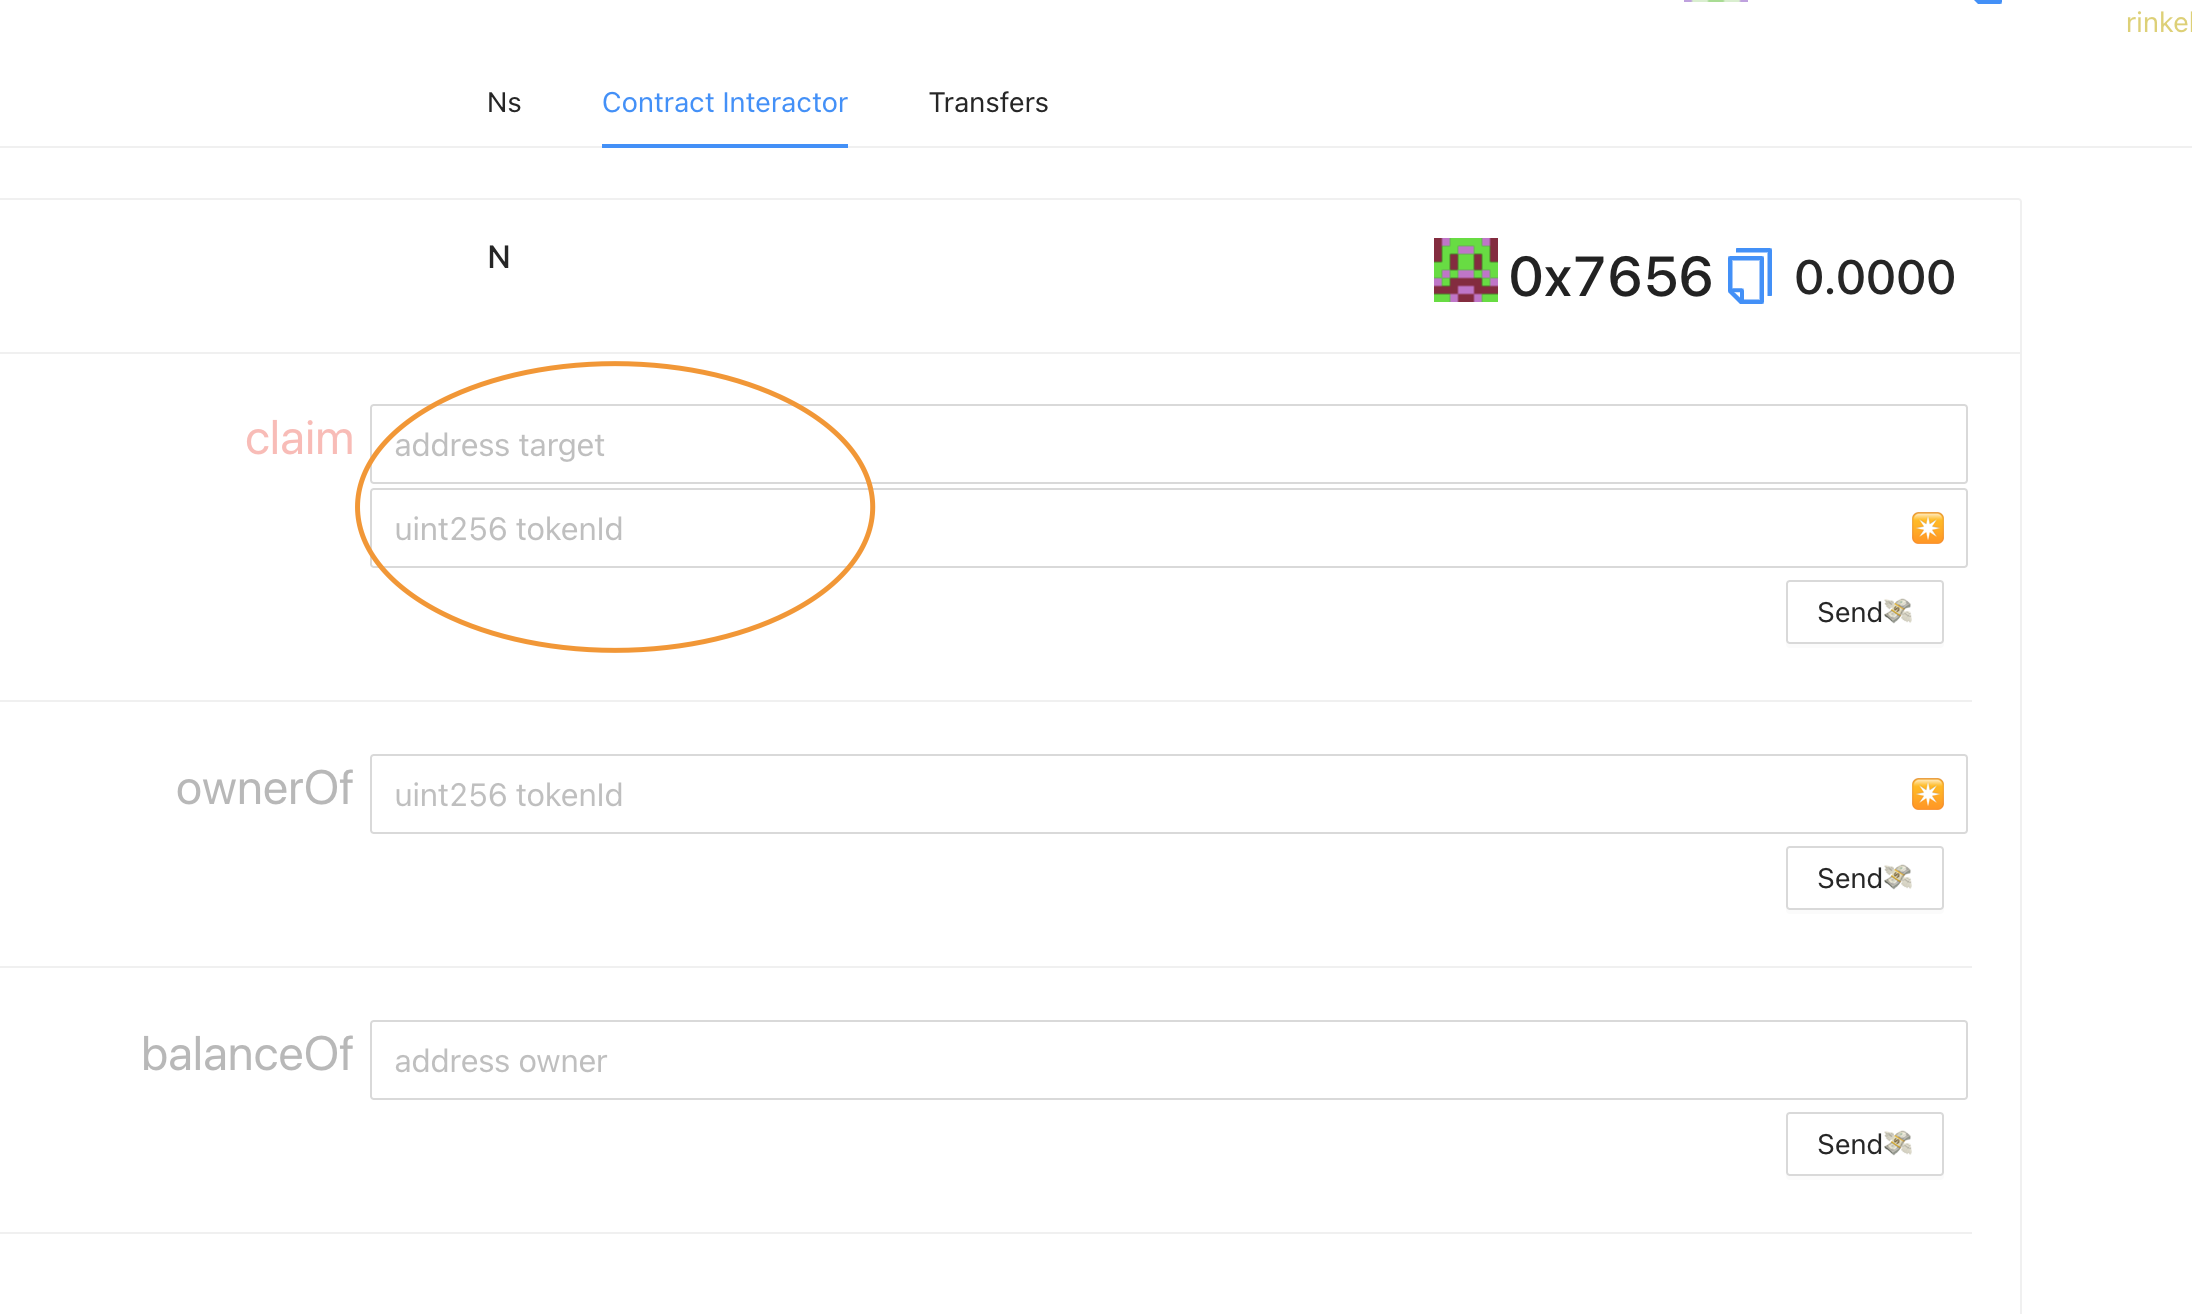 Ns Contract Interactor Transfers
N 0x7656 0.0000
claim address target
uint256 tokenId
Send
ownerOf uint256 tokenId
Send
balanceOf address owner
Send